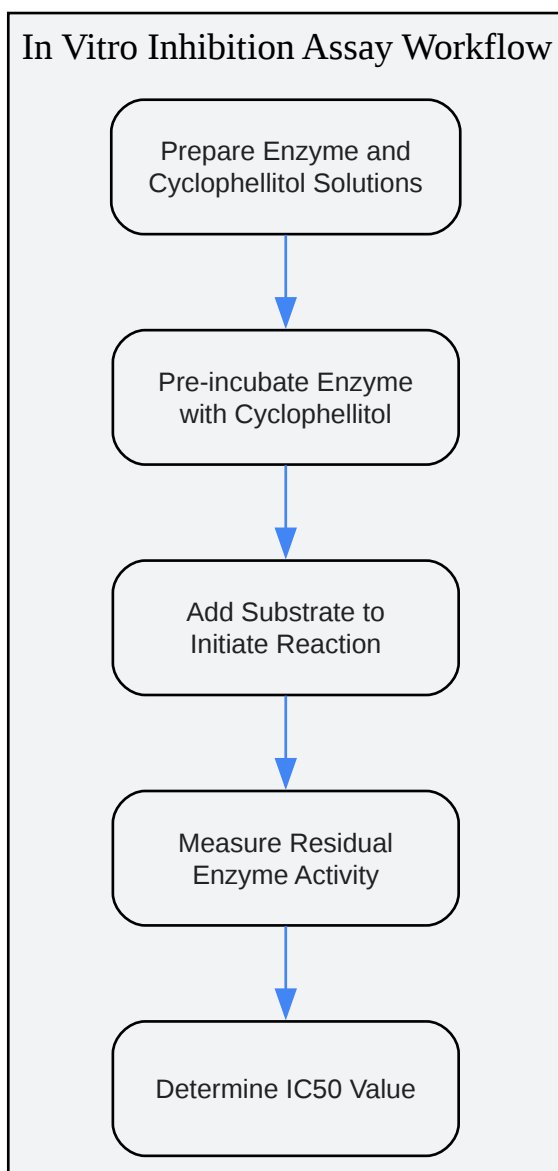 In Vitro Inhibition Assay Workflow
Prepare Enzyme and
Cyclophellitol Solutions
Pre-incubate Enzyme
with Cyclophellitol
Add Substrate to
Initiate Reaction
Measure Residual
Enzyme Activity
Determine IC50 Value